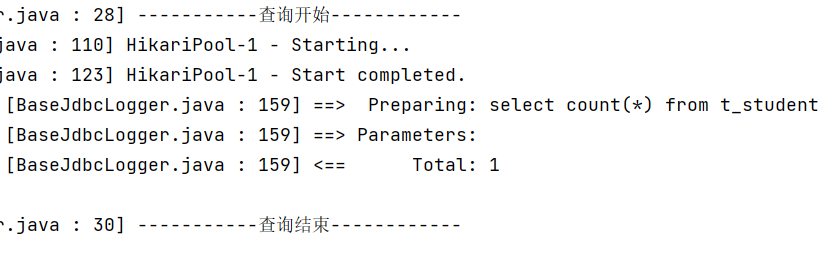 r.java : 28] -----------查询开始------------
java : 110] HikariPool-1 - Starting...
java : 123] HikariPool-1 - Start completed.
[BaseJdbcLogger.java : 159] ==>  Preparing: select count(*) from t_student
[BaseJdbcLogger.java : 159] ==> Parameters:
[BaseJdbcLogger.java : 159] <==      Total: 1
r.java : 30] -----------查询结束------------